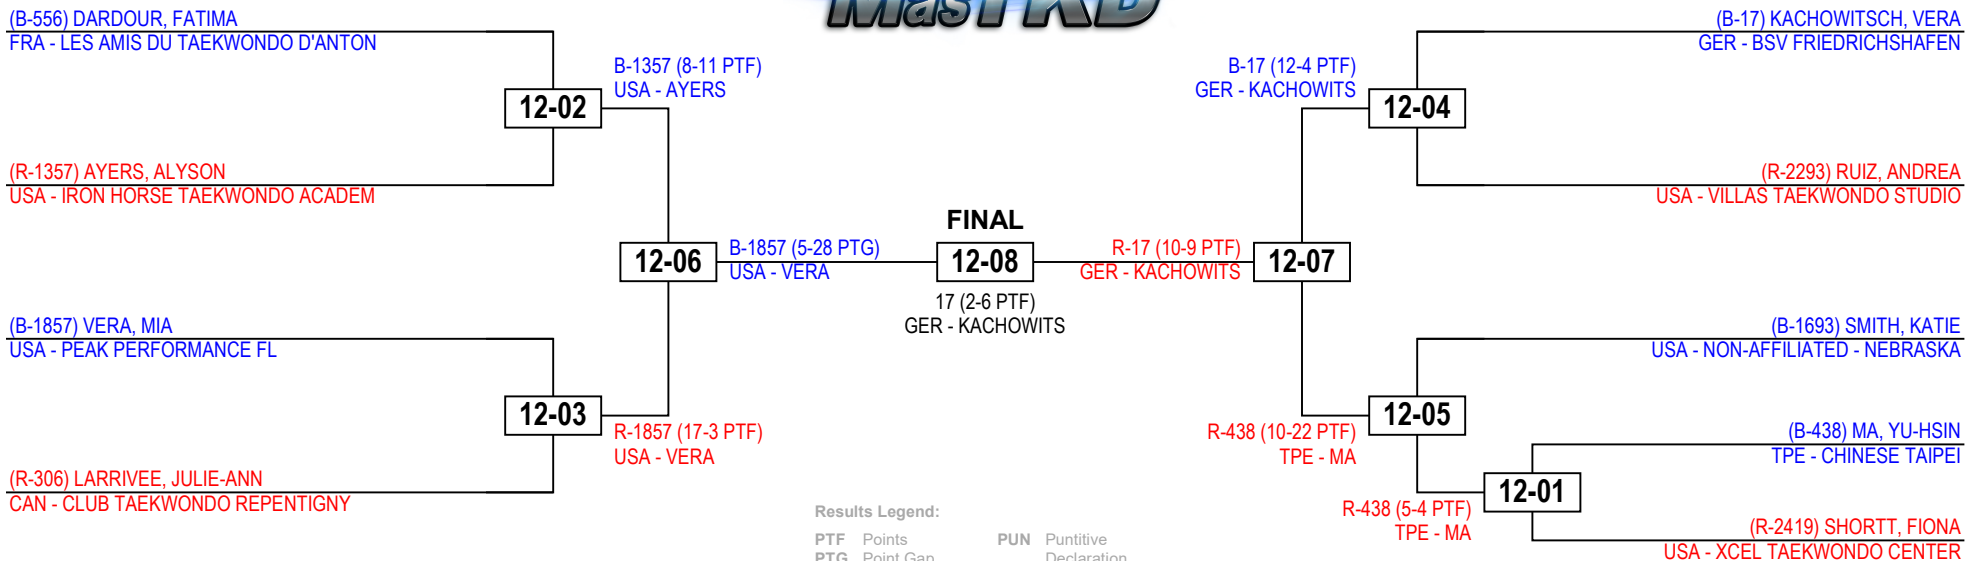 MasTKD
(B-556) DARDOUR, FATIMA
FRA - LES AMIS DU TAEKWONDO D'ANTON
B-1357 (8-11 PTF)
USA - AYERS
12-02
(R-1357) AYERS, ALYSON
USA - IRON HORSE TAEKWONDO ACADEM
12-06
B-1857 (5-28 PTG)
USA - VERA
(B-1857) VERA, MIA
USA - PEAK PERFORMANCE FL
12-03
R-1857 (17-3 PTF)
USA - VERA
(R-306) LARRIVEE, JULIE-ANN
CAN - CLUB TAEKWONDO REPENTIGNY
FINAL
12-08
17 (2-6 PTF)
GER - KACHOWITS
(B-17) KACHOWITSCH, VERA
GER - BSV FRIEDRICHSHAFEN
B-17 (12-4 PTF)
GER - KACHOWITS
12-04
(R-2293) RUIZ, ANDREA
USA - VILLAS TAEKWONDO STUDIO
R-17 (10-9 PTF)
GER - KACHOWITS
12-07
(B-1693) SMITH, KATIE
USA - NON-AFFILIATED - NEBRASKA
12-05
R-438 (10-22 PTF)
TPE - MA
(B-438) MA, YU-HSIN
TPE - CHINESE TAIPEI
12-01
R-438 (5-4 PTF)
TPE - MA
(R-2419) SHORTT, FIONA
USA - XCEL TAEKWONDO CENTER
Results Legend:
PTF Points
PUN Puntitive
PTG Point Gap
Declaration